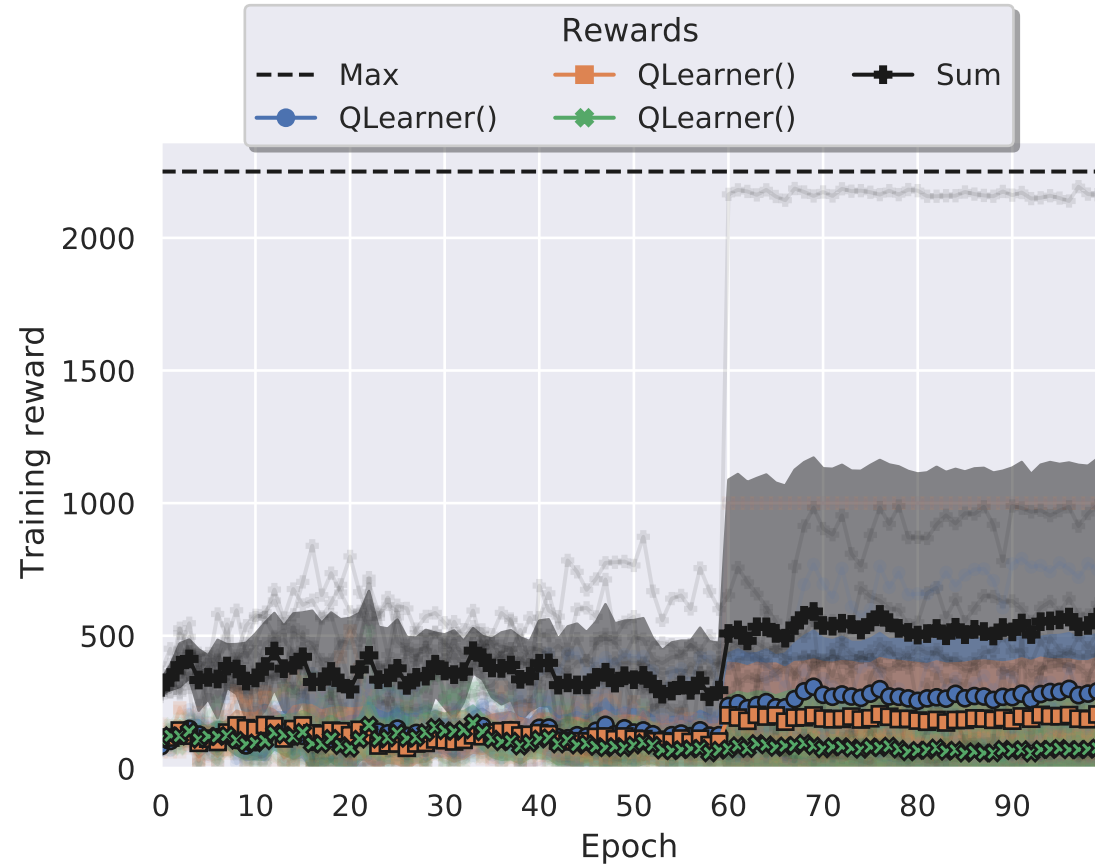 Rewards
Max QLearner() Sum
QLearner() QLearner()
Training reward
2000
1500
1000
500
0
0 10 20 30 40 50 60 70 80 90
Epoch